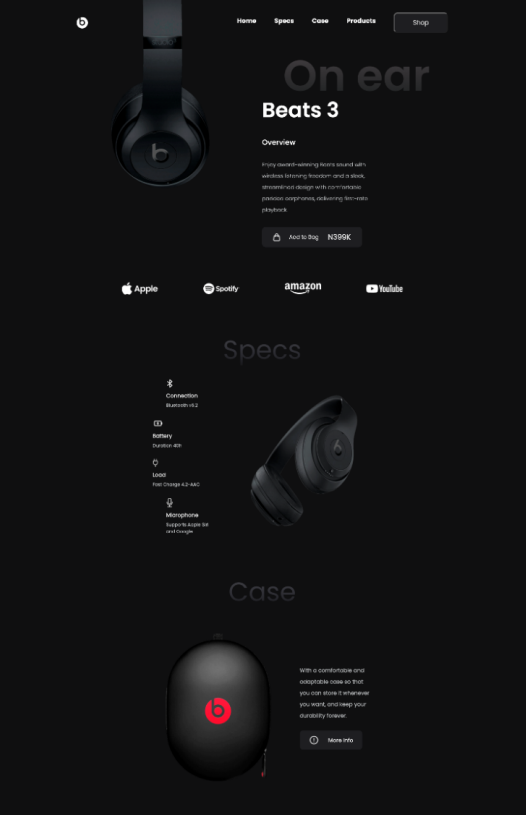 Home Specs Case Products Shop
On ear
Beats 3
Overview
Enjoy award-winning Beats sound with
wireless listening freedom and a sleek,
streamlined design with comfortable
padded earphones, delivering first-rate
playback.
Add to Bag N399K
Apple Spotify amazon YouTube
Specs
Connection
Bluetooth v5.2
Battery
Duration 40h
Load
Fast Charge 4.2-AAC
Microphone
Supports Apple Siri
and Google
Case
With a comfortable and
adaptable case so that
you can store it whenever
you want, and keep your
durability forever.
More info